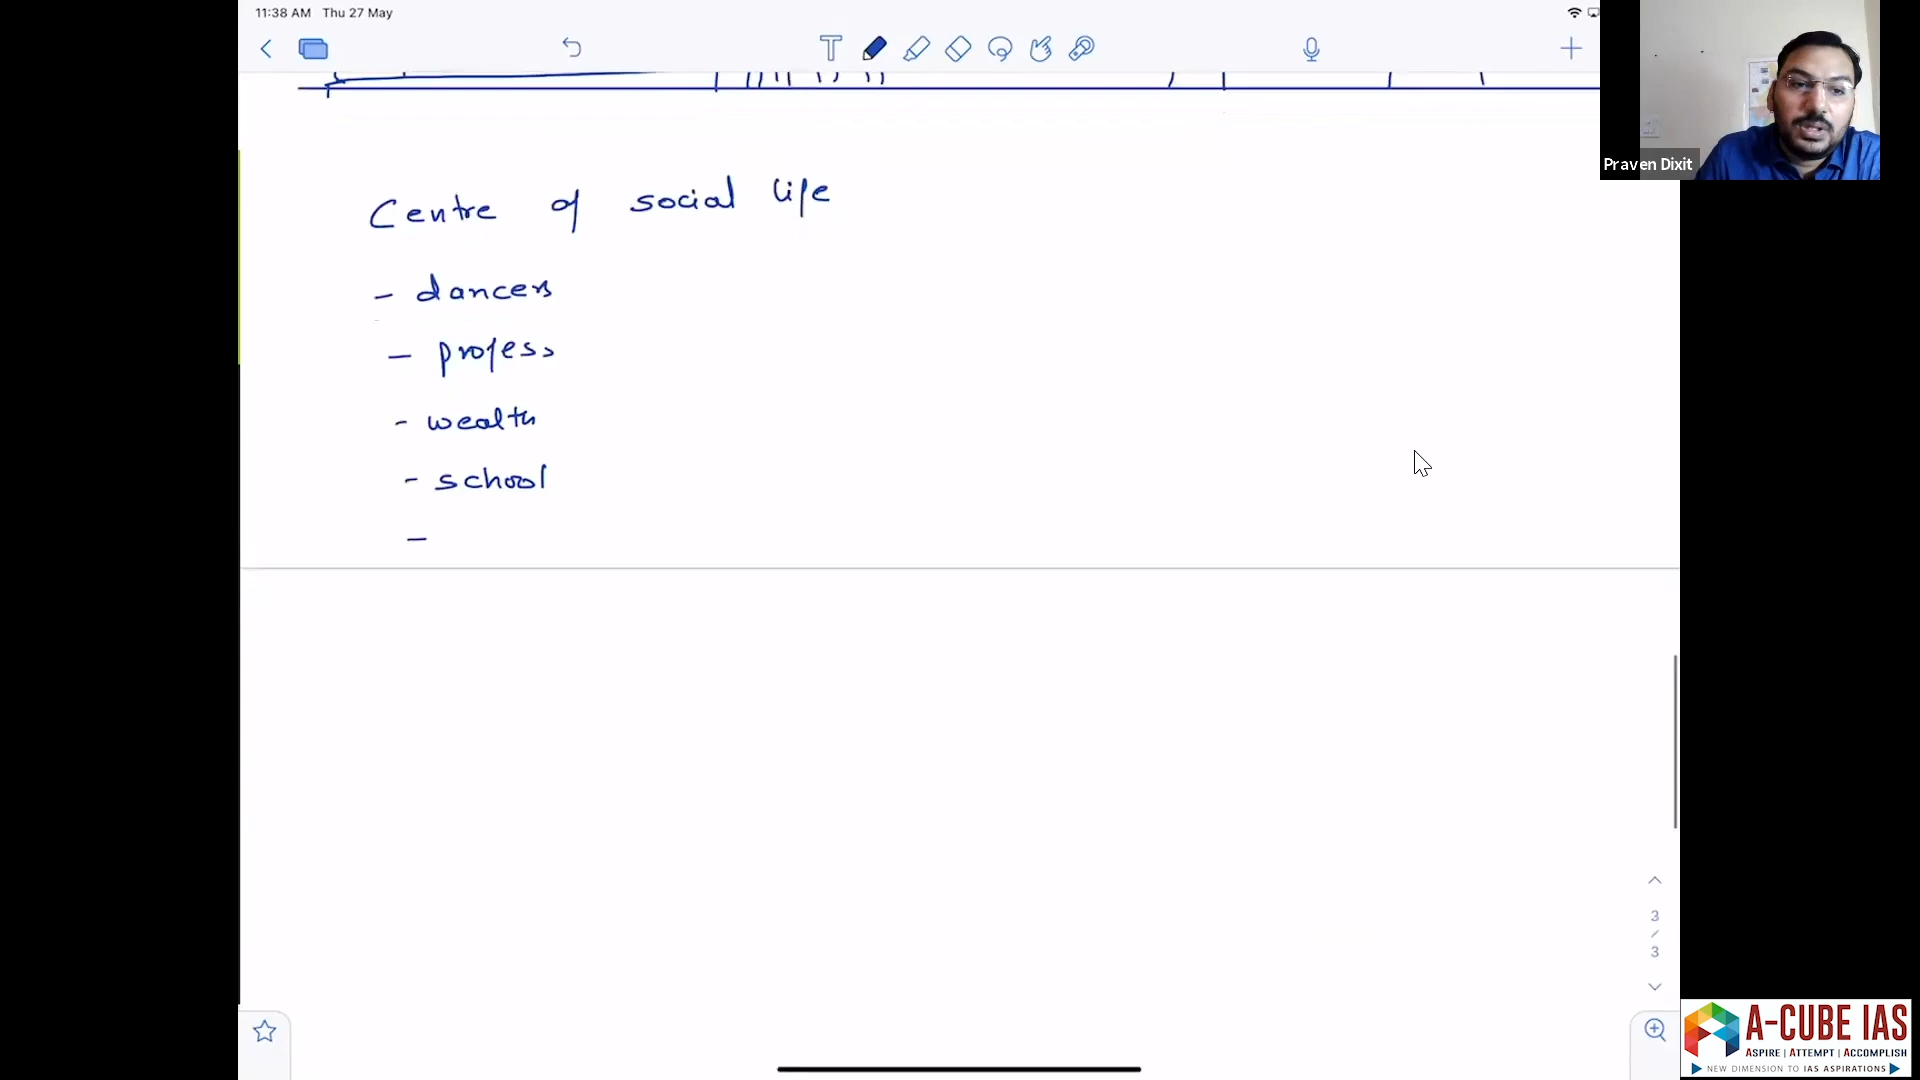 11:38 AM Thu 27 May
Praven Dixit
Centre of social life
- dancers
- profess
- wealth
- school
-
3
3
A-CUBE IAS
ASPIRE | ATTEMPT | ACCOMPLISH
NEW DIMENSION TO IAS ASPIRATIONS